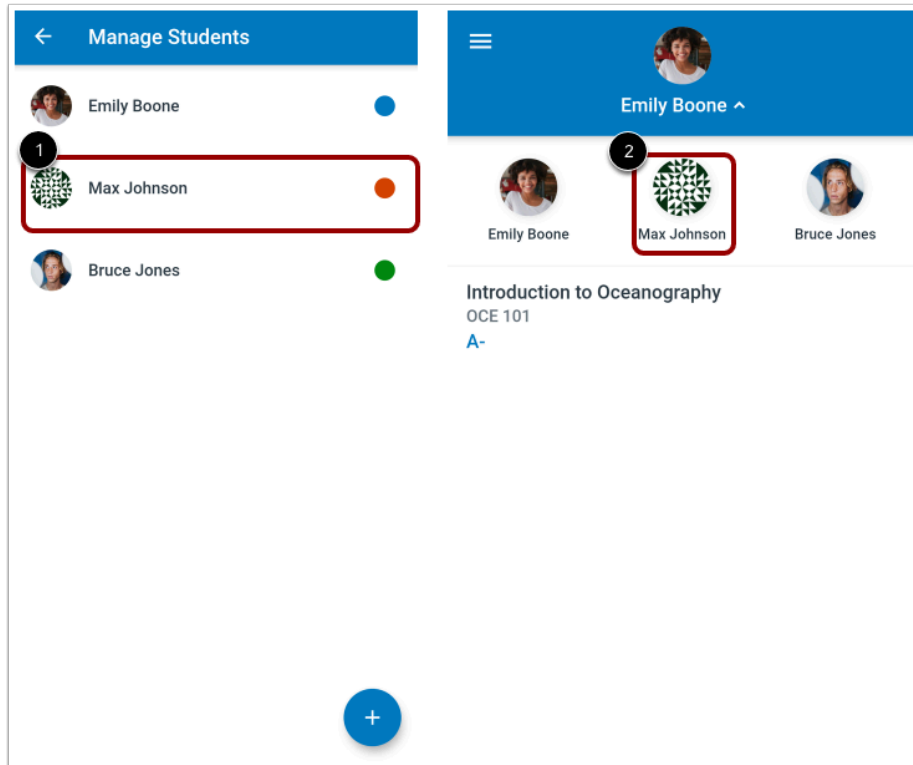 Manage Students
Emily Boone
1
Max Johnson
Bruce Jones
Emily Boone
2
Emily Boone
Max Johnson
Bruce Jones
Introduction to Oceanography
OCE 101
A-